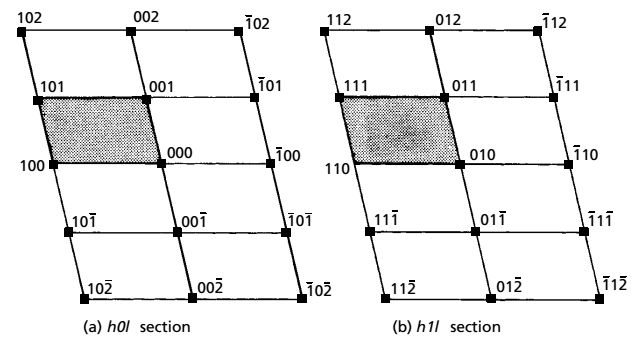 102 002 1̄02 112 012 1̄12
101 001 1̄01 111 011 1̄11
100 000 1̄00 110 010 1̄10
101̄ 001̄ 1̄01̄ 111̄ 011̄ 1̄11̄
102̄ 002̄ 1̄02̄ 112̄ 012̄ 1̄12̄
(a) h0l section (b) h1l section